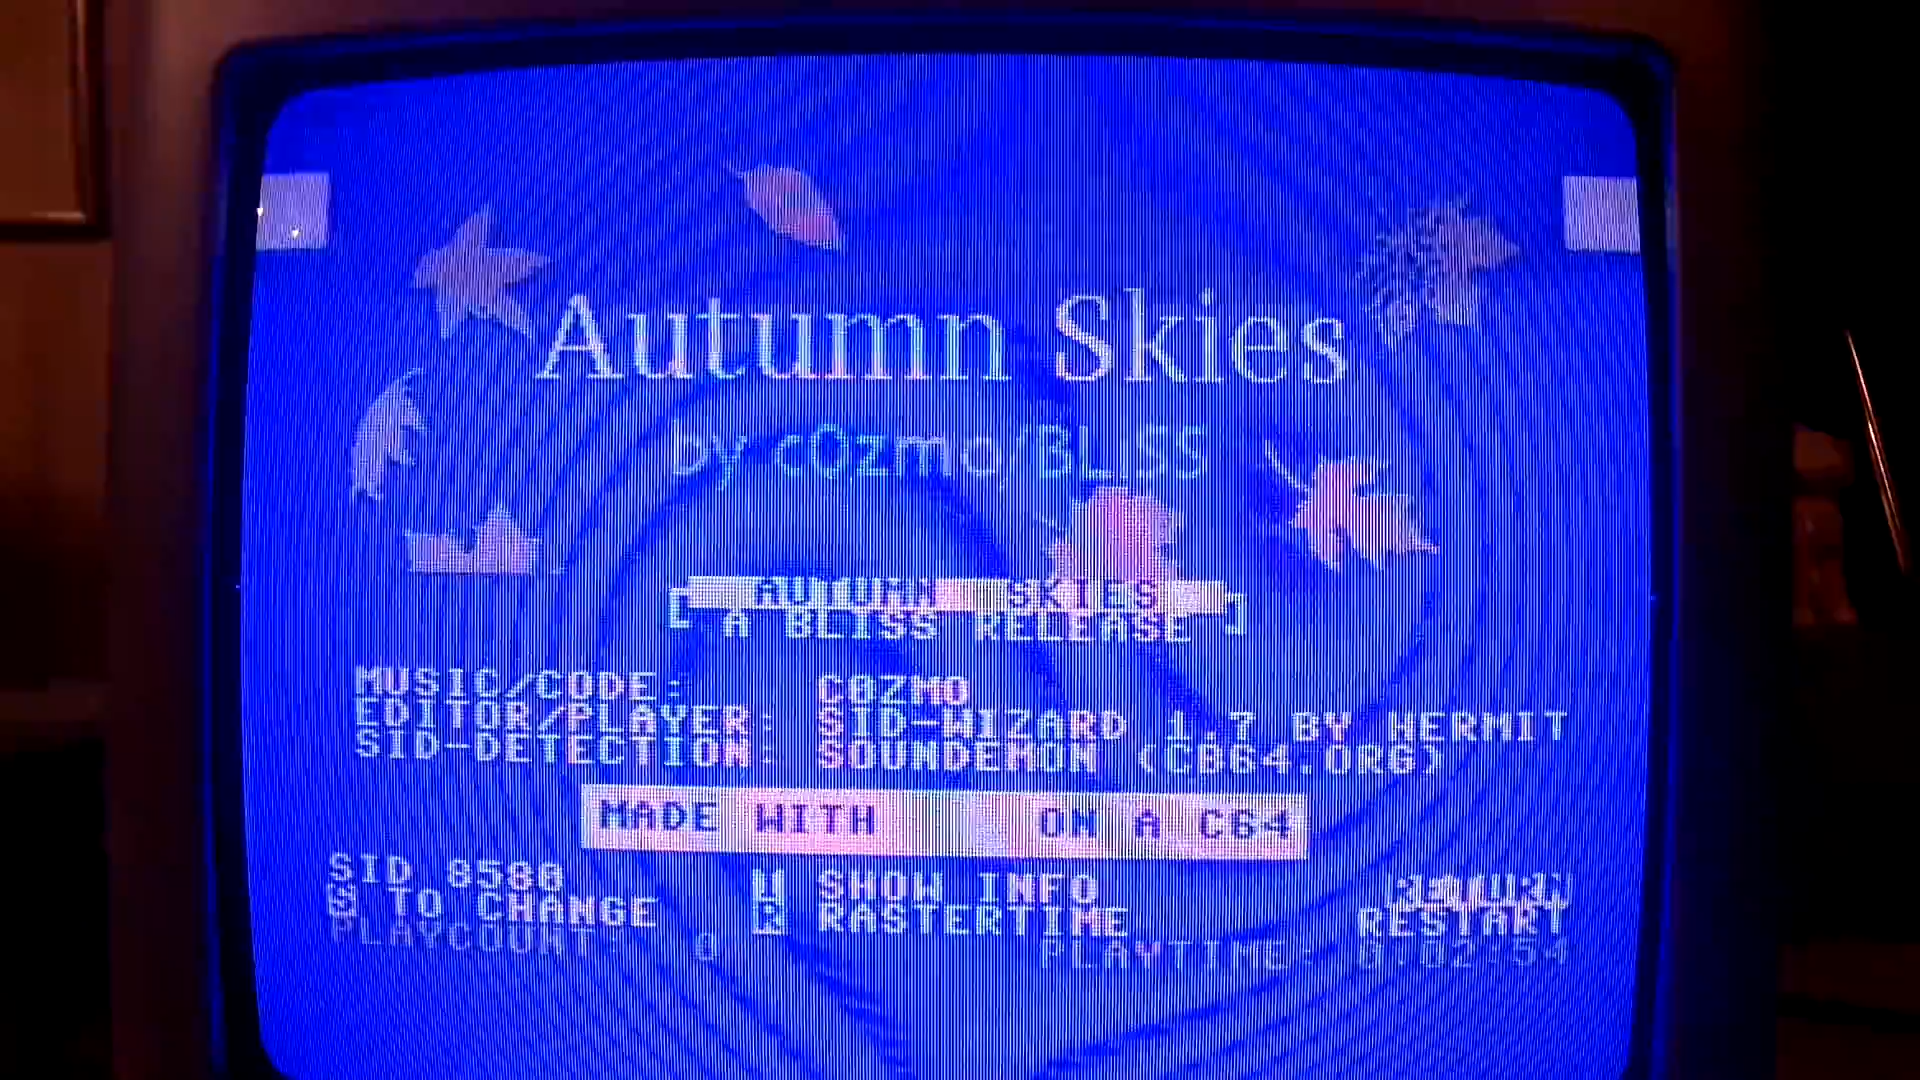 Autumn Skies
by c0zmo/BLISS
AUTUMN SKIES
A BLISS RELEASE
MUSIC/CODE: C0ZMO
EDITOR/PLAYER: SID-WIZARD 1.7 BY HERMIT
SID-DETECTION: SOUNDEMON (CB64.ORG)
MADE WITH ON A C64
SID 8580
S TO CHANGE
PLAYCOUNT: 0
SHOW INFO
R RASTERTIME
RETURN
RESTART
PLAYTIME: 0:02:54